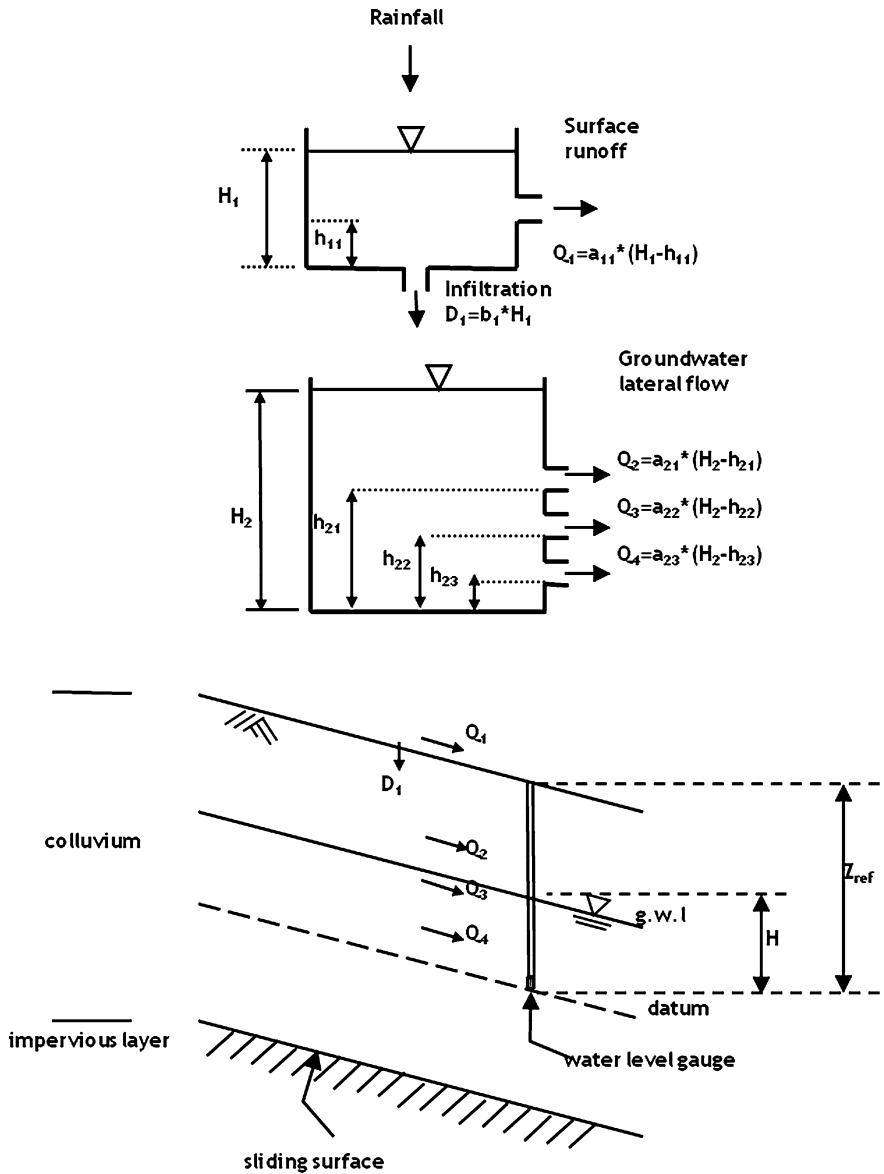 Rainfall
Surface
runoff
H₁
h₁₁
Q₁=a₁₁*(H₁-h₁₁)
Infiltration
D₁=b₁*H₁
Groundwater
lateral flow
Q₂=a₂₁*(H₂-h₂₁)
H₂
h₂₁
Q₃=a₂₂*(H₂-h₂₂)
h₂₂
h₂₃
Q₄=a₂₃*(H₂-h₂₃)
Q₁
D₁
colluvium
Q₂
Zref
Q₃
g.w.l
Q₄
H
datum
impervious layer
water level gauge
sliding surface